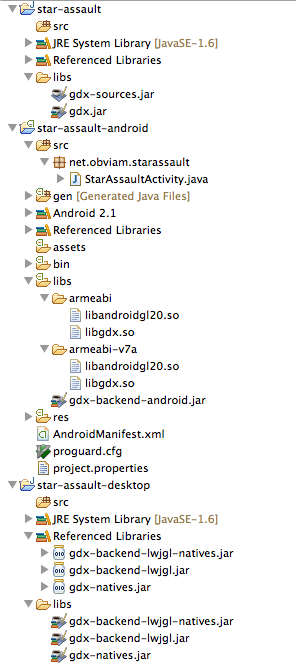 star-assault
src
JRE System Library [JavaSE-1.6]
Referenced Libraries
libs
gdx-sources.jar
gdx.jar
star-assault-android
src
net.obviam.starassault
StarAssaultActivity.java
gen [Generated Java Files]
Android 2.1
Referenced Libraries
assets
bin
libs
armeabi
libandroidgl20.so
libgdx.so
armeabi-v7a
libandroidgl20.so
libgdx.so
gdx-backend-android.jar
res
AndroidManifest.xml
proguard.cfg
project.properties
star-assault-desktop
src
JRE System Library [JavaSE-1.6]
Referenced Libraries
gdx-backend-lwjgl-natives.jar
gdx-backend-lwjgl.jar
gdx-natives.jar
libs
gdx-backend-lwjgl-natives.jar
gdx-backend-lwjgl.jar
gdx-natives.jar